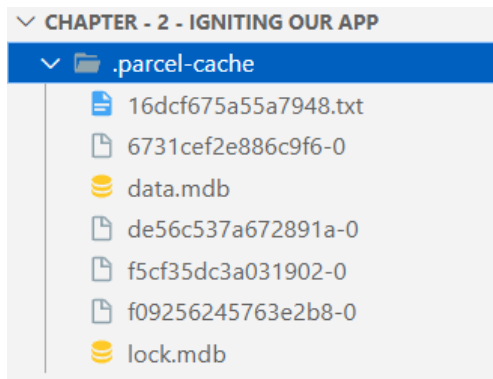 CHAPTER - 2 - IGNITING OUR APP
.parcel-cache
16dcf675a55a7948.txt
6731cef2e886c9f6-0
data.mdb
de56c537a672891a-0
f5cf35dc3a031902-0
f09256245763e2b8-0
lock.mdb